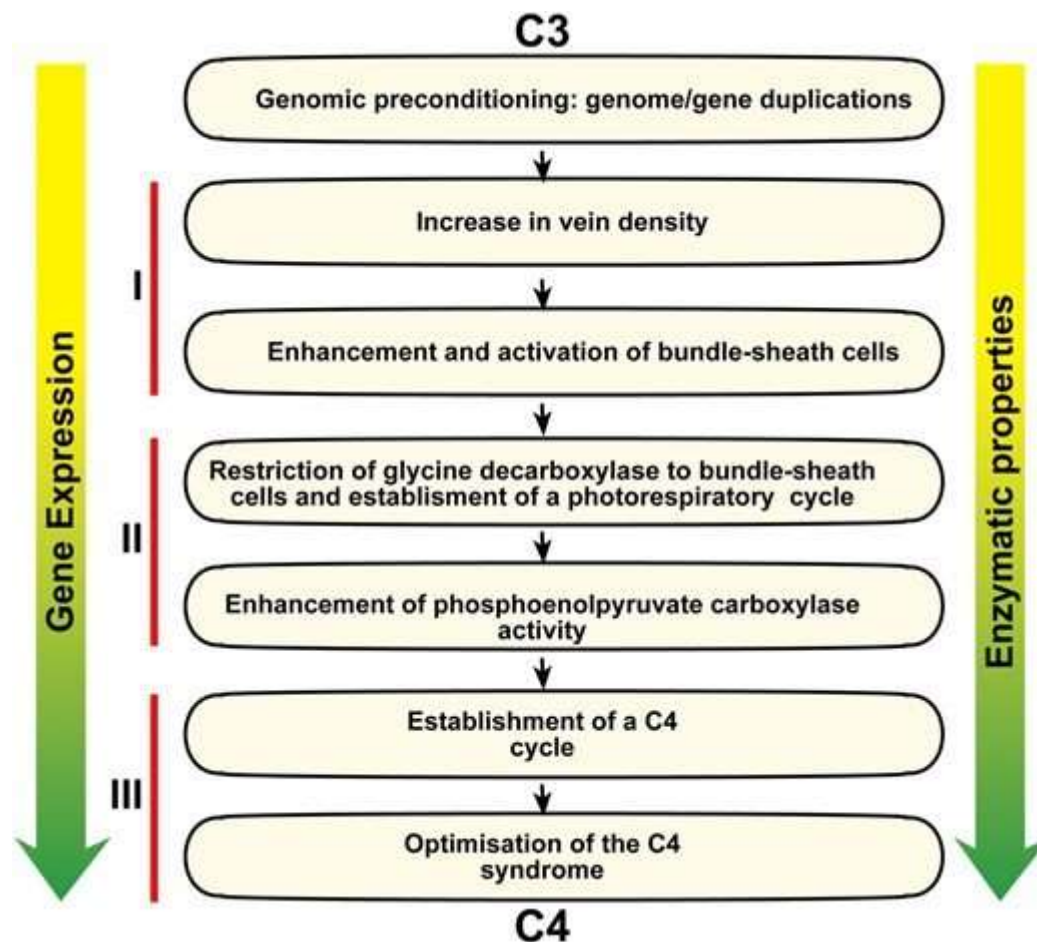 C3
Genomic preconditioning: genome/gene duplications
Increase in vein density
I
Enhancement and activation of bundle-sheath cells
Gene Expression
Enzymatic properties
Restriction of glycine decarboxylase to bundle-sheath
cells and establisment of a photorespiratory cycle
II
Enhancement of phosphoenolpyruvate carboxylase
activity
Establishment of a C4
cycle
III
Optimisation of the C4
syndrome
C4